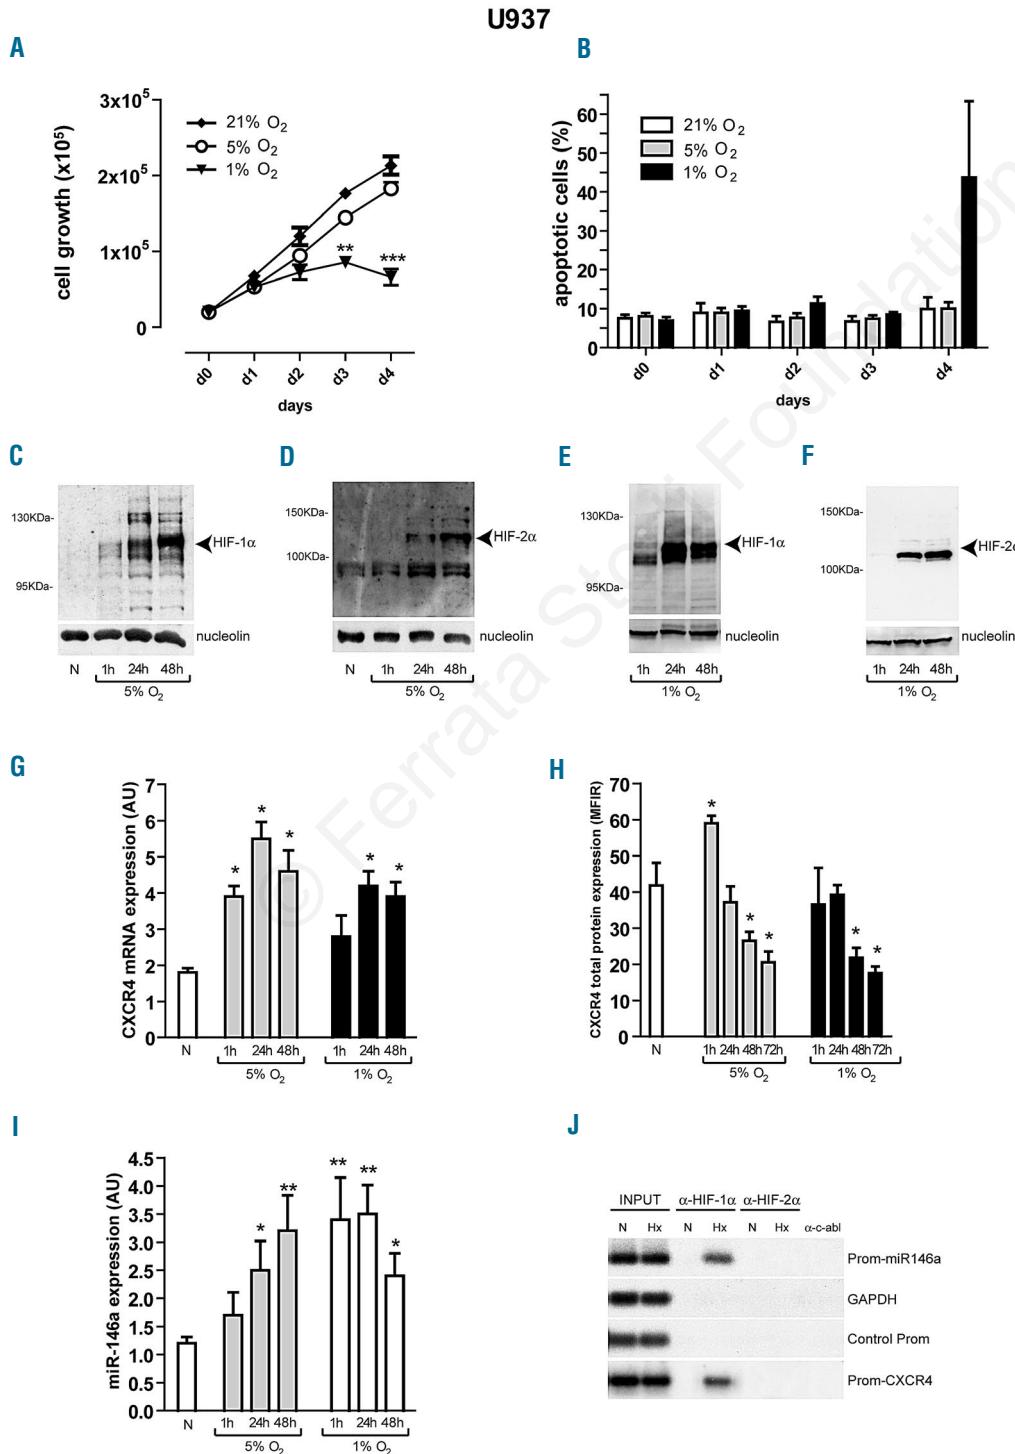 U937
A
cell growth (x10⁵)
3x10⁵
2x10⁵
1x10⁵
0
21% O₂
5% O₂
1% O₂
**
***
d0 d1 d2 d3 d4
days
B
apoptotic cells (%)
60
50
40
30
20
10
0
21% O₂
5% O₂
1% O₂
d0 d1 d2 d3 d4
days
© Ferrata Storti Foundation
C
130KDa-
95KDa-
HIF-1α
nucleolin
N 1h 24h 48h
5% O₂
D
150KDa-
100KDa-
HIF-2α
nucleolin
N 1h 24h 48h
5% O₂
E
130KDa-
95KDa-
HIF-1α
nucleolin
1h 24h 48h
1% O₂
F
150KDa-
100KDa-
HIF-2α
nucleolin
1h 24h 48h
1% O₂
G
CXCR4 mRNA expression (AU)
7
6
5
4
3
2
1
0
* * * * *
N 1h 24h 48h 1h 24h 48h
5% O₂ 1% O₂
H
CXCR4 total protein expression (MFIR)
70
60
50
40
30
20
10
0
* * * * *
N 1h 24h 48h 72h 1h 24h 48h 72h
5% O₂ 1% O₂
I
miR-146a expression (AU)
4.5
4.0
3.5
3.0
2.5
2.0
1.5
1.0
0.5
0.0
* ** ** ** *
N 1h 24h 48h 1h 24h 48h
5% O₂ 1% O₂
J
INPUT α-HIF-1α α-HIF-2α
N Hx N Hx N Hx α-c-abl
Prom-miR146a
GAPDH
Control Prom
Prom-CXCR4